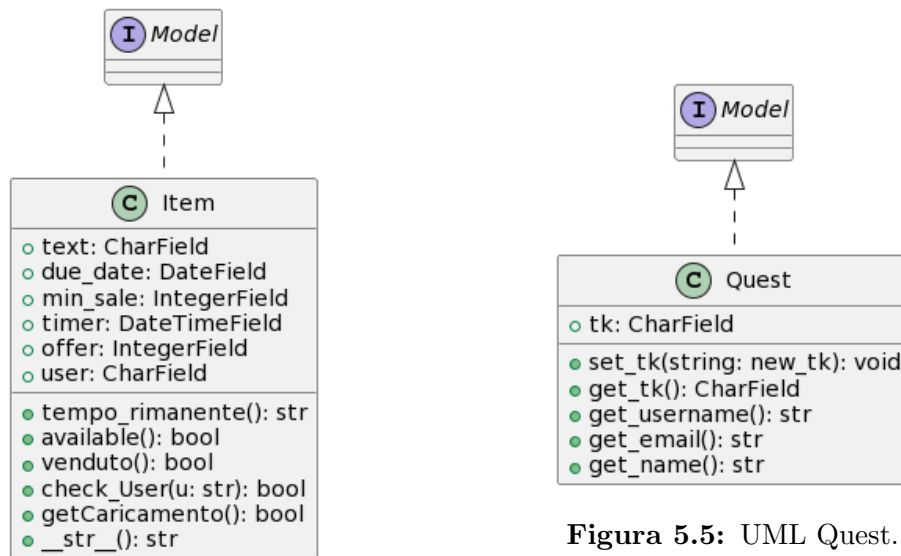 I Model
C Item
text: CharField
due_date: DateField
min_sale: IntegerField
timer: DateTimeField
offer: IntegerField
user: CharField
tempo_rimanente(): str
available(): bool
venduto(): bool
check_User(u: str): bool
getCaricamento(): bool
__str__(): str
I Model
C Quest
tk: CharField
set_tk(string: new_tk): void
get_tk(): CharField
get_username(): str
get_email(): str
get_name(): str
Figura 5.5: UML Quest.